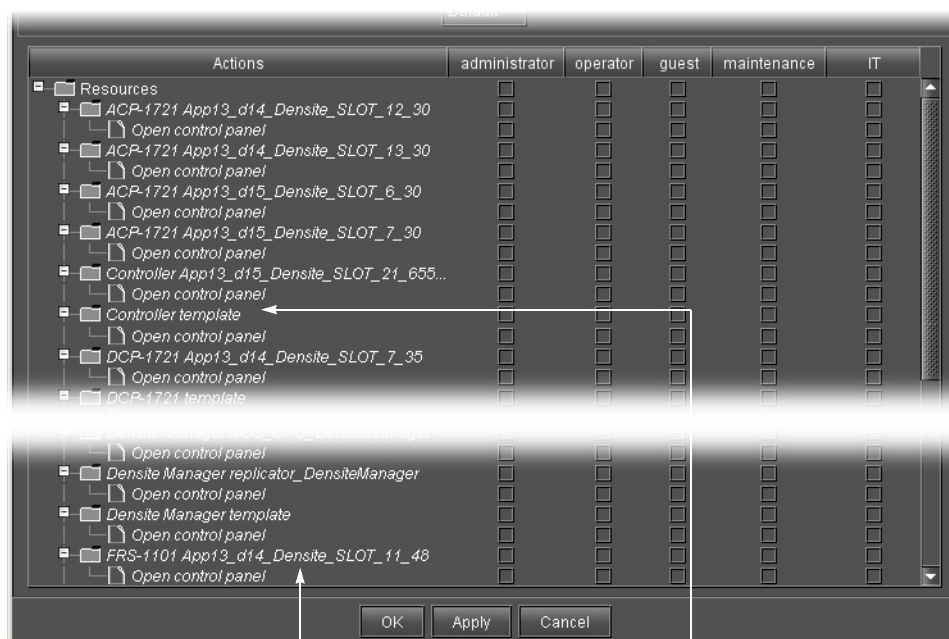 Default
Actions administrator operator guest maintenance IT
Resources
ACP-1721 App13_d14_Densite_SLOT_12_30
Open control panel
ACP-1721 App13_d14_Densite_SLOT_13_30
Open control panel
ACP-1721 App13_d15_Densite_SLOT_6_30
Open control panel
ACP-1721 App13_d15_Densite_SLOT_7_30
Open control panel
Controller App13_d15_Densite_SLOT_21_655...
Open control panel
Controller template
Open control panel
DCP-1721 App13_d14_Densite_SLOT_7_35
Open control panel
DCP-1721 template
Open control panel
Densite Manager replicator_DensiteManager
Open control panel
Densite Manager template
Open control panel
FRS-1101 App13_d14_Densite_SLOT_11_48
Open control panel
OK Apply Cancel